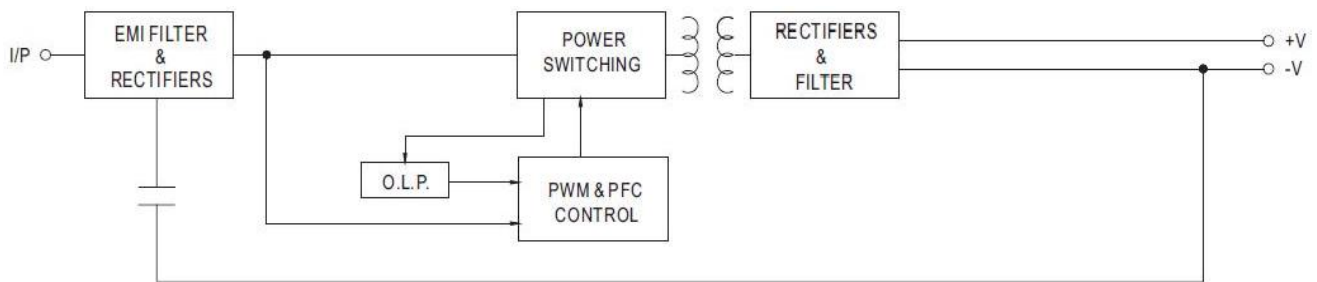 I/P
EMI FILTER
&
RECTIFIERS
POWER
SWITCHING
RECTIFIERS
&
FILTER
+V
-V
O.L.P.
PWM & PFC
CONTROL